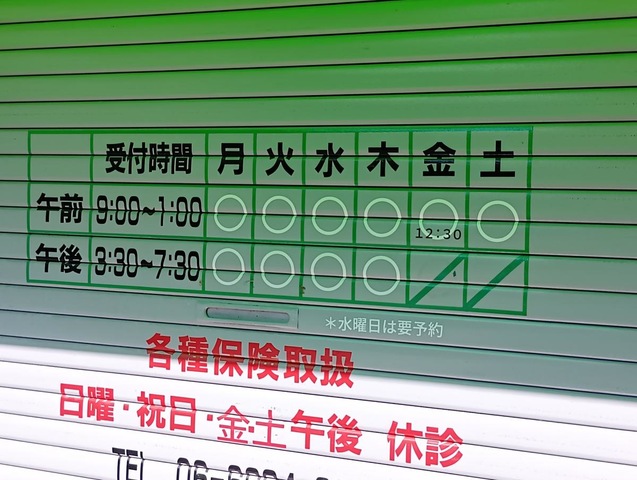 受付時間 月 火 水 木 金 土
午前 9:00~1:00 ○ ○ ○ ○ ○ ○
12:30
午後 3:30~7:30 ○ ○ ○ ○
＊水曜日は要予約
各種保険取扱
日曜・祝日・金・土午後 休診
TEL 06-